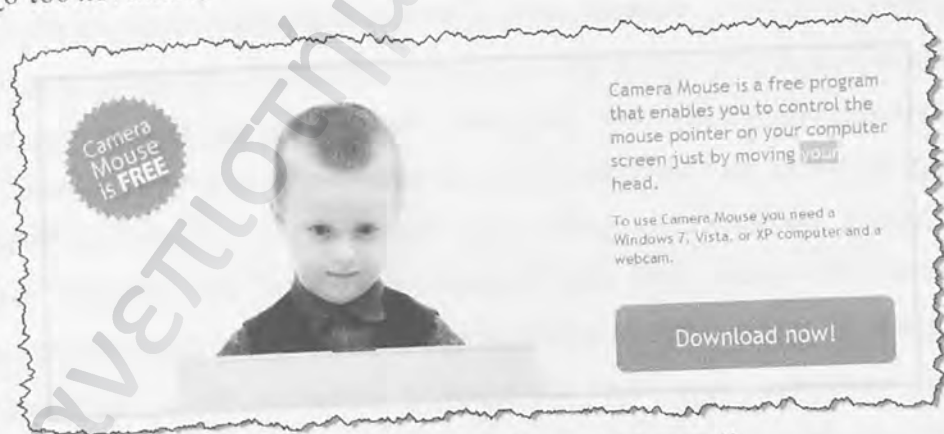 Camera
Mouse
is FREE
Camera Mouse is a free program
that enables you to control the
mouse pointer on your computer
screen just by moving your
head.
To use Camera Mouse you need a
Windows 7, Vista, or XP computer and a
webcam.
Download now!